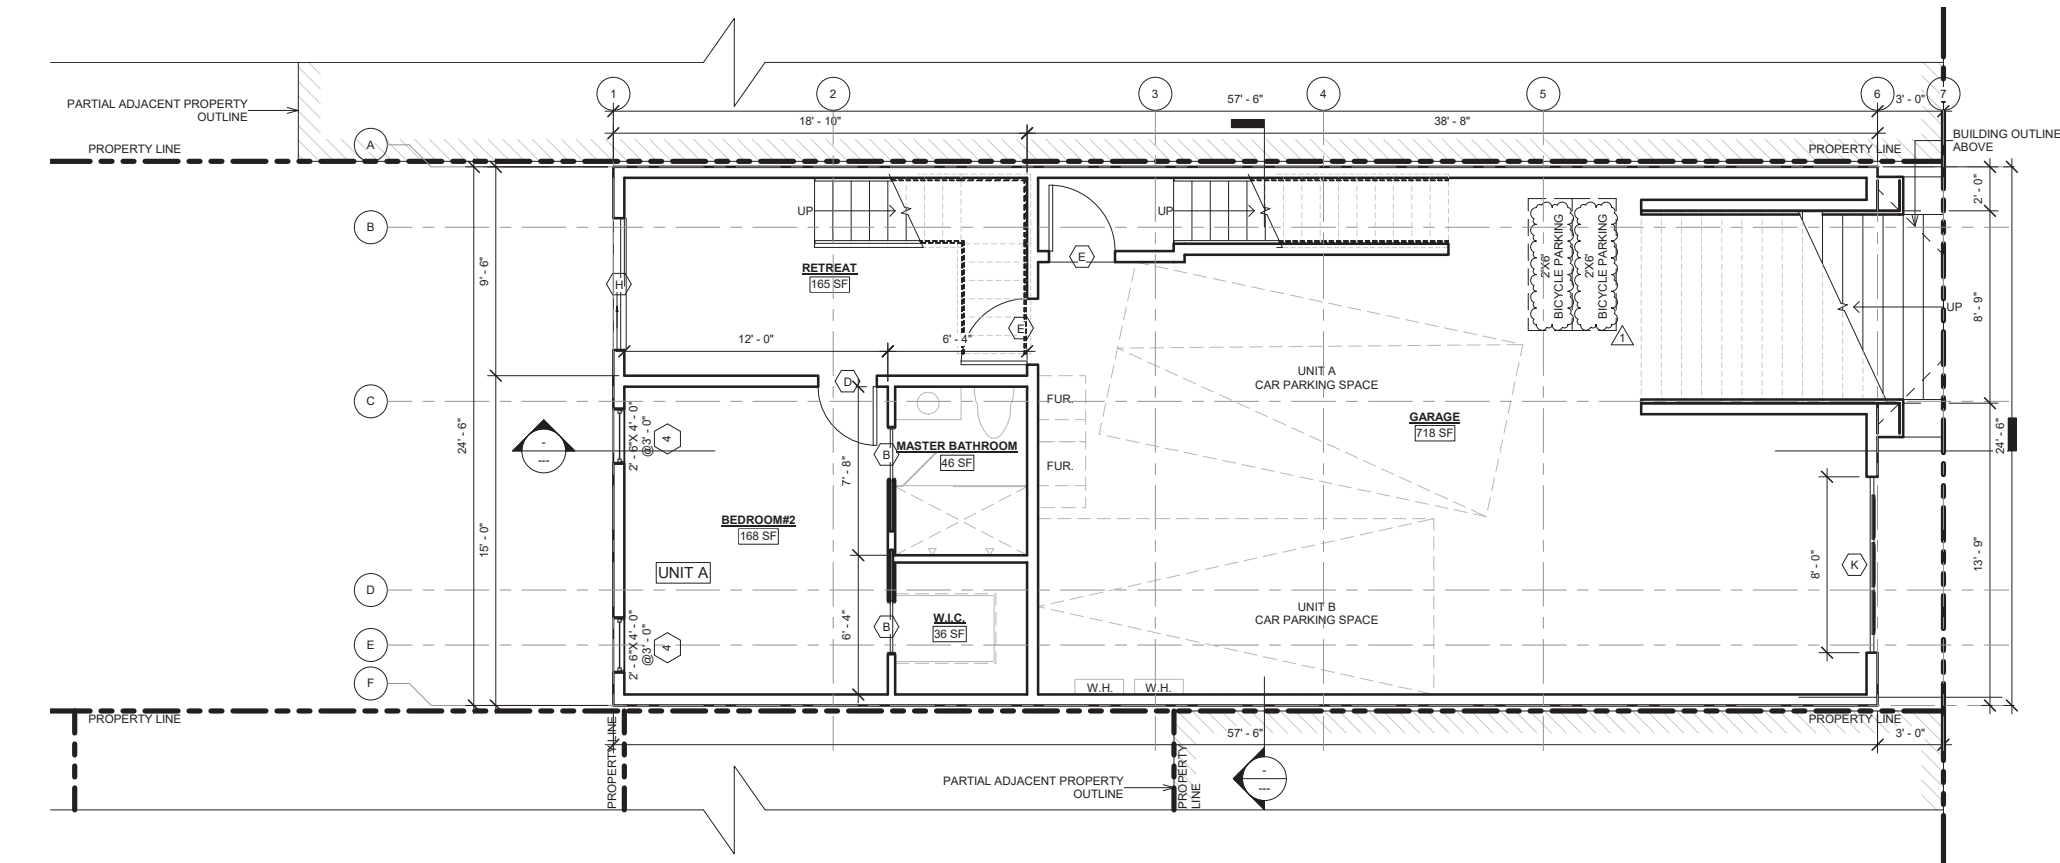 1
2
3
57' - 6"
4
5
6
3' - 0"
7
PARTIAL ADJACENT PROPERTY
OUTLINE
18' - 10"
38' - 8"
BUILDING OUTLINE
ABOVE
PROPERTY LINE
A
PROPERTY LINE
2' - 0"
UP
UP
B
E
2'X6'
BICYCLE PARKING
2'X6'
BICYCLE PARKING
RETREAT
165 SF
9' - 6"
H
E
UP
8' - 9"
1
12' - 0"
6' - 4"
UNIT A
CAR PARKING SPACE
D
C
FUR.
GARAGE
718 SF
24' - 6"
2' - 6"X 4' - 0"
@3' - 0"
4
-
---
B
MASTER BATHROOM
46 SF
7' - 8"
FUR.
24' - 6"
BEDROOM#2
168 SF
15' - 0"
UNIT A
8' - 0"
K
13' - 9"
D
UNIT B
CAR PARKING SPACE
W.I.C.
36 SF
B
6' - 4"
2' - 6"X 4' - 0"
@3' - 0"
4
E
F
W.H.
W.H.
PROPERTY LINE
PROPERTY LINE
57' - 6"
3' - 0"
PROPERTY LINE
PROPERTY
LINE
PARTIAL ADJACENT PROPERTY
OUTLINE
-
---